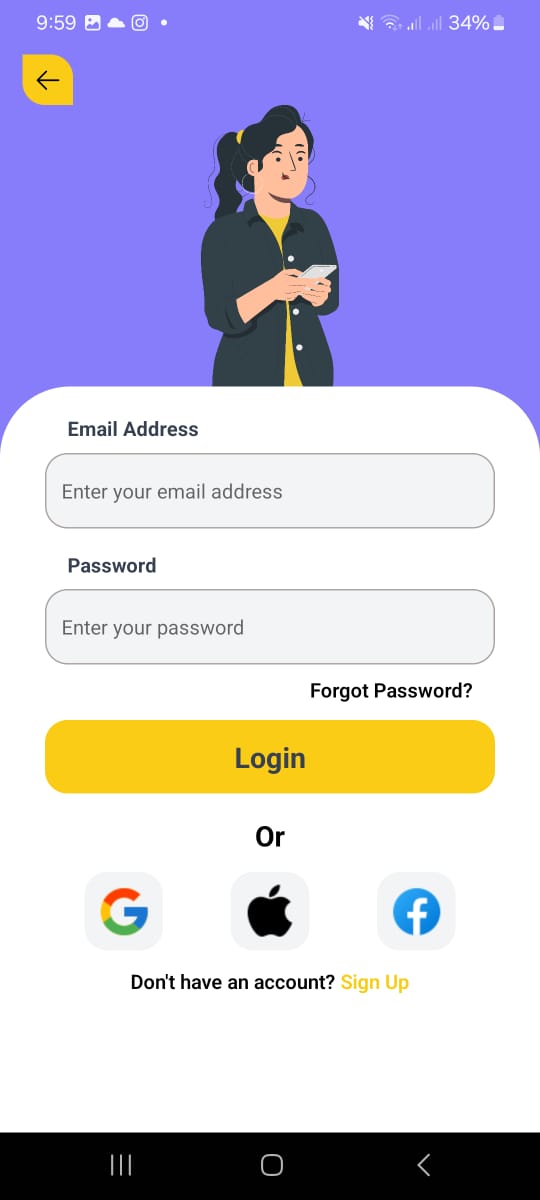 9:59 34%
Email Address
Enter your email address
Password
Enter your password
Forgot Password?
Login
Or
Don't have an account? Sign Up